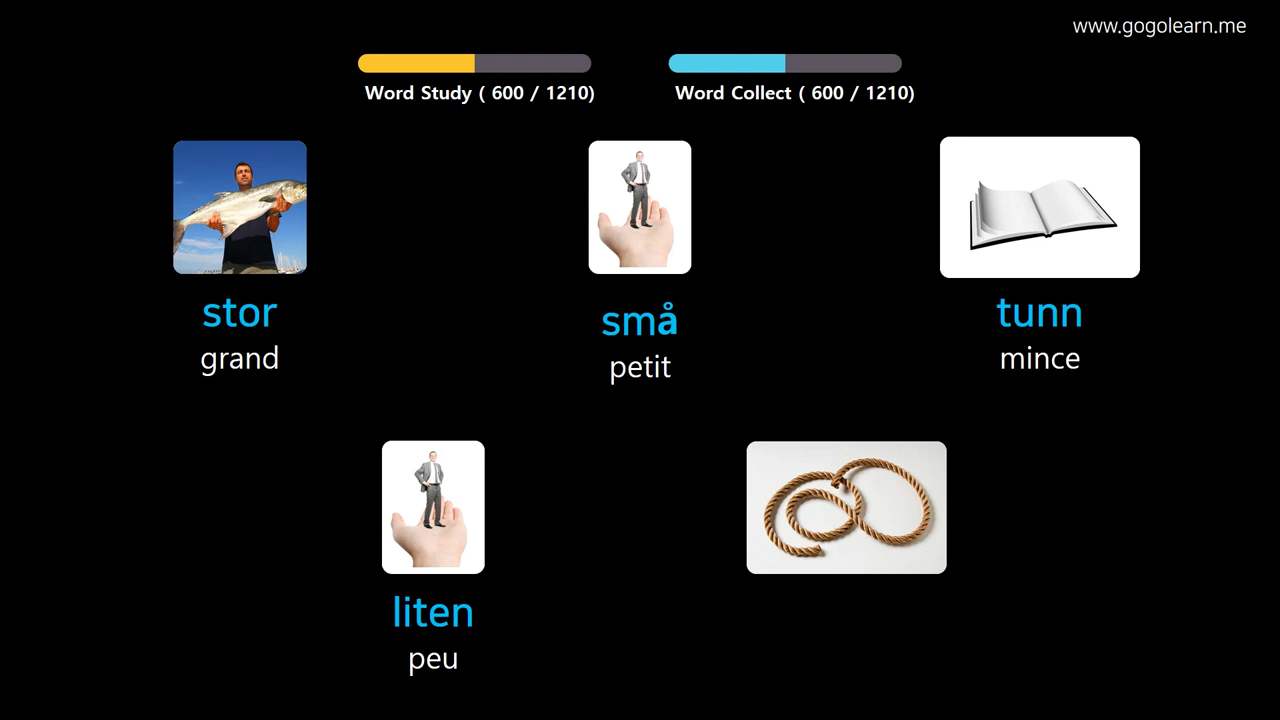 www.gogolearn.me
Word Study ( 600 / 1210)
Word Collect ( 600 / 1210)
stor
grand
små
petit
tunn
mince
liten
peu